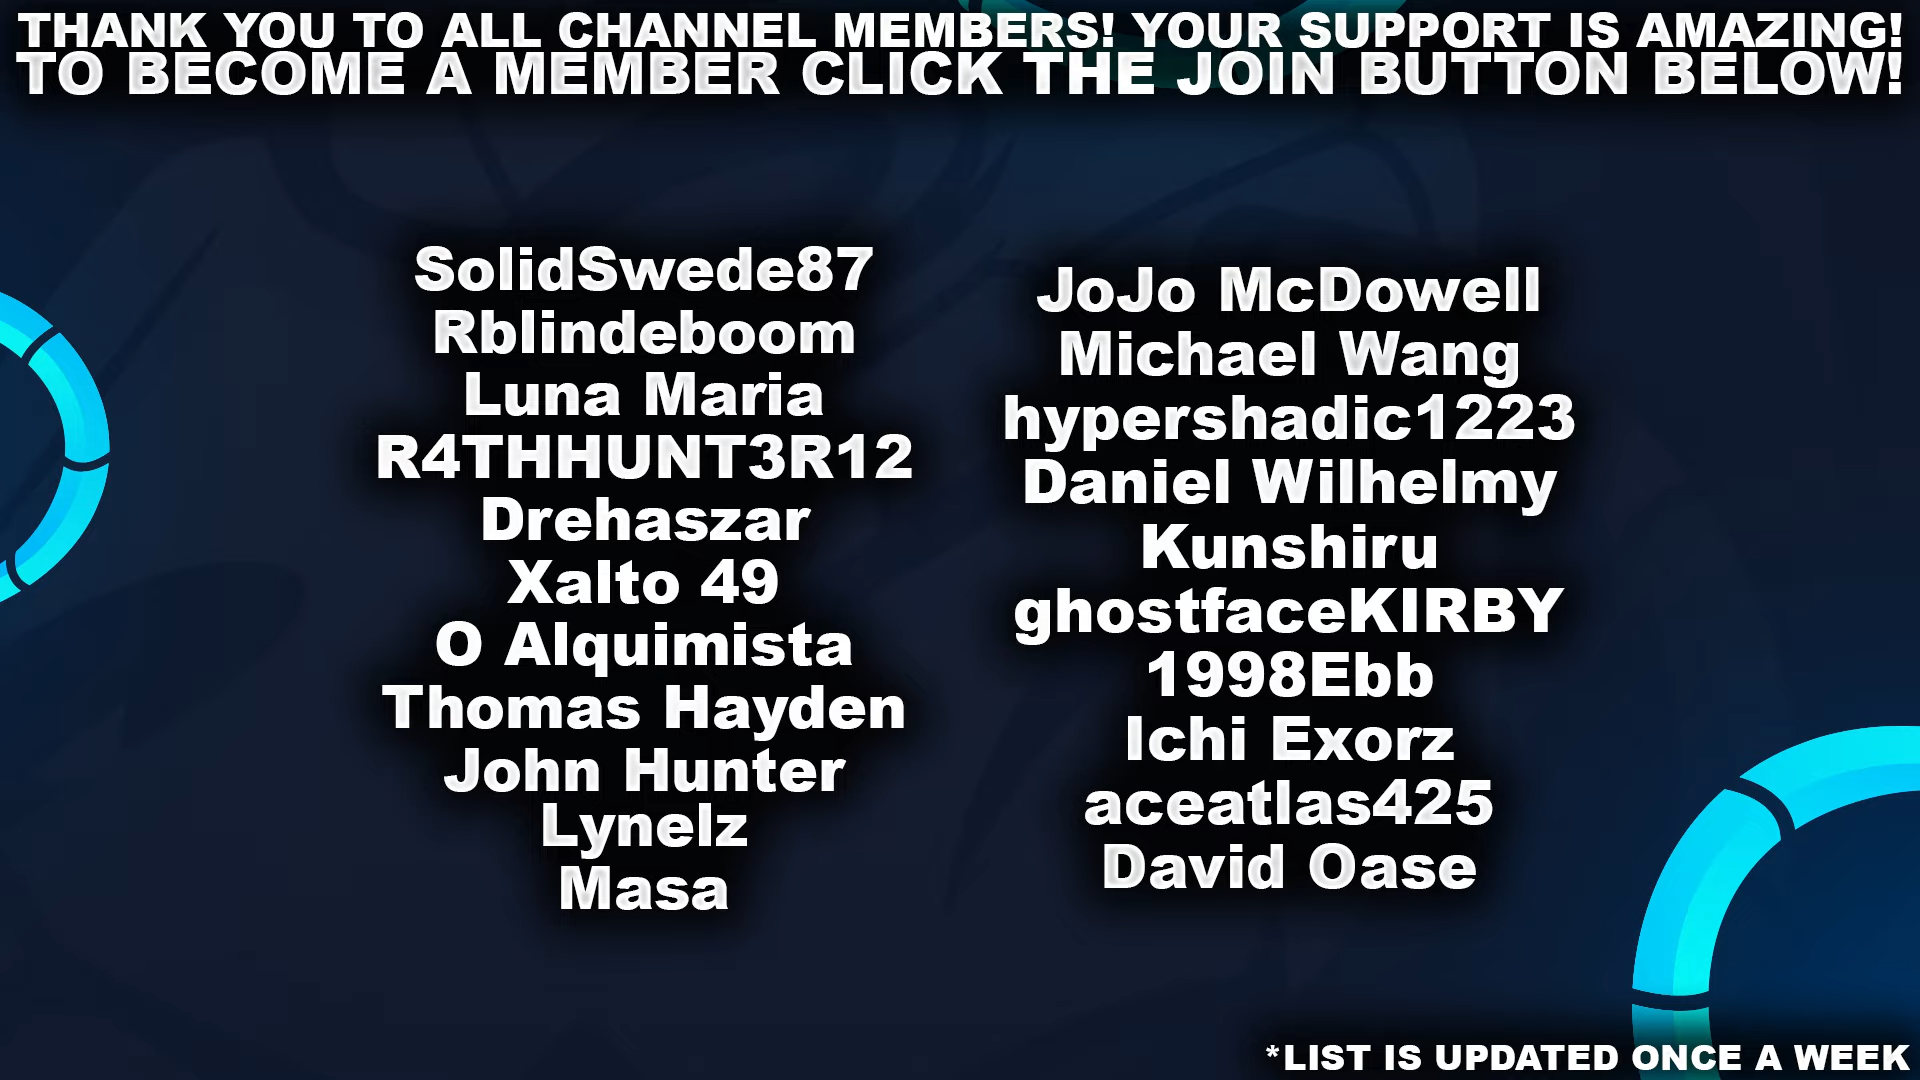 THANK YOU TO ALL CHANNEL MEMBERS! YOUR SUPPORT IS AMAZING!
TO BECOME A MEMBER CLICK THE JOIN BUTTON BELOW!
SolidSwede87
Rblindeboom
Luna Maria
R4THHUNT3R12
Drehaszar
Xalto 49
O Alquimista
Thomas Hayden
John Hunter
Lynelz
Masa
JoJo McDowell
Michael Wang
hypershadic1223
Daniel Wilhelmy
Kunshiru
ghostfaceKIRBY
1998Ebb
Ichi Exorz
aceatlas425
David Oase
*LIST IS UPDATED ONCE A WEEK